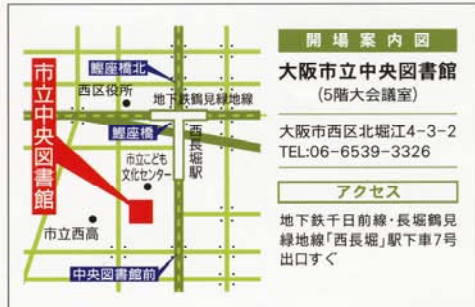 鰹座橋北
西区役所
地下鉄鶴見緑地線
鰹座橋
西長堀駅
市立中央図書館
市立こども
文化センター
市立西高
中央図書館前
開場案内図
大阪市立中央図書館
(5階大会議室)
大阪市西区北堀江4-3-2
TEL:06-6539-3326
アクセス
地下鉄千日前線・長堀鶴見
緑地線「西長堀」駅下車7号
出口すぐ